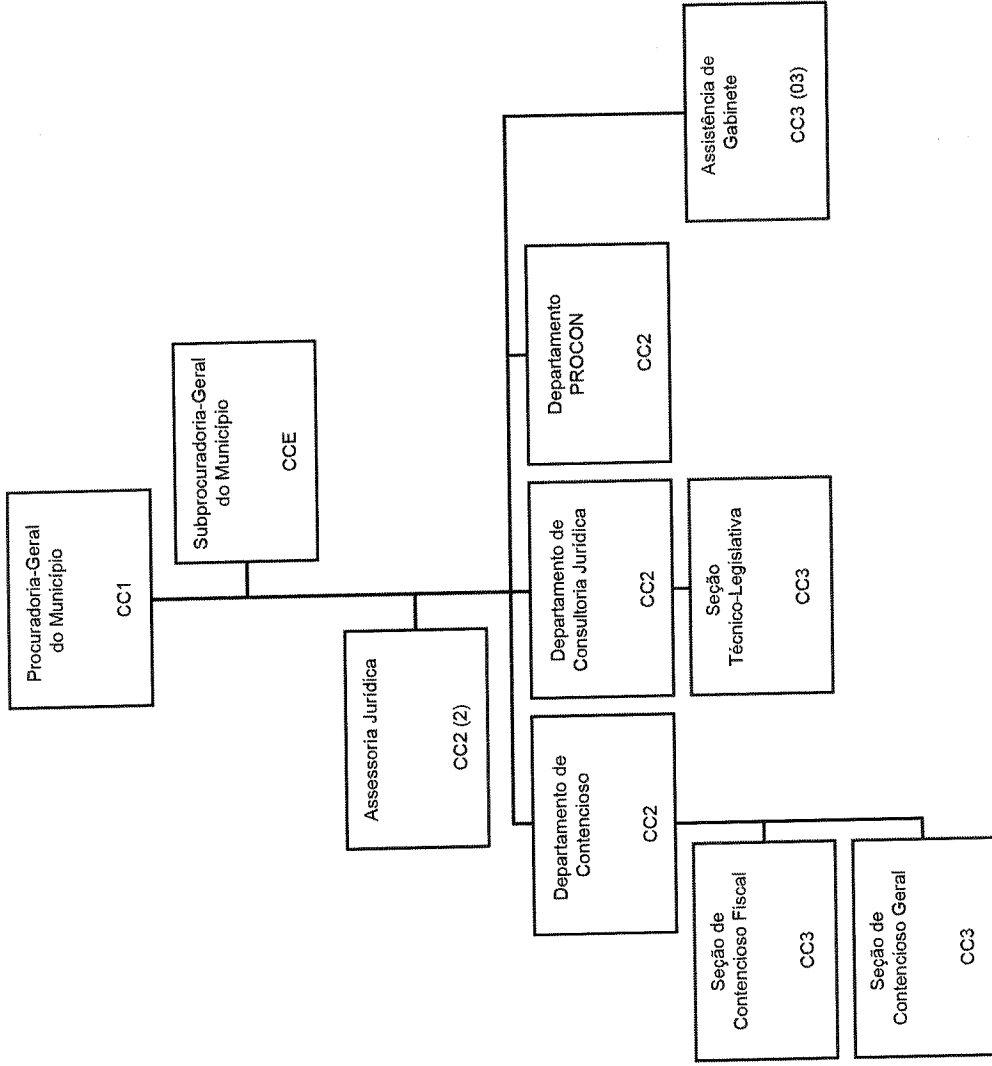 Procuradoria-Geral
do Município
CC1
Subprocuradoria-Geral
do Município
CCE
Assessoria Jurídica
CC2 (2)
Departamento de
Contencioso
CC2
Departamento de
Consultoria Jurídica
CC2
Departamento
PROCON
CC2
Assistência de
Gabinete
CC3 (03)
Seção de
Contencioso Fiscal
CC3
Seção
Técnico-Legislativa
CC3
Seção de
Contencioso Geral
CC3